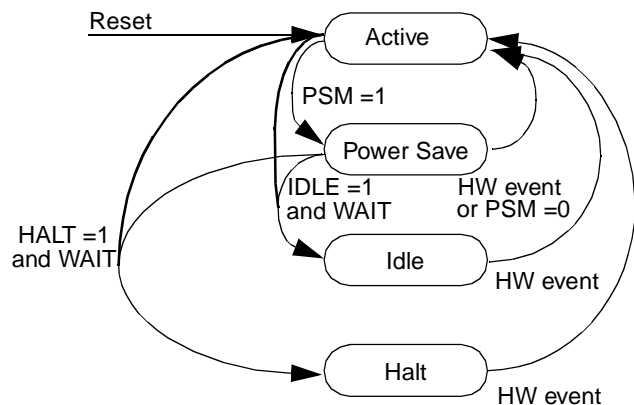 Reset
Active
PSM =1
Power Save
IDLE =1
and WAIT
HW event
or PSM =0
HALT =1
and WAIT
Idle
HW event
Halt
HW event